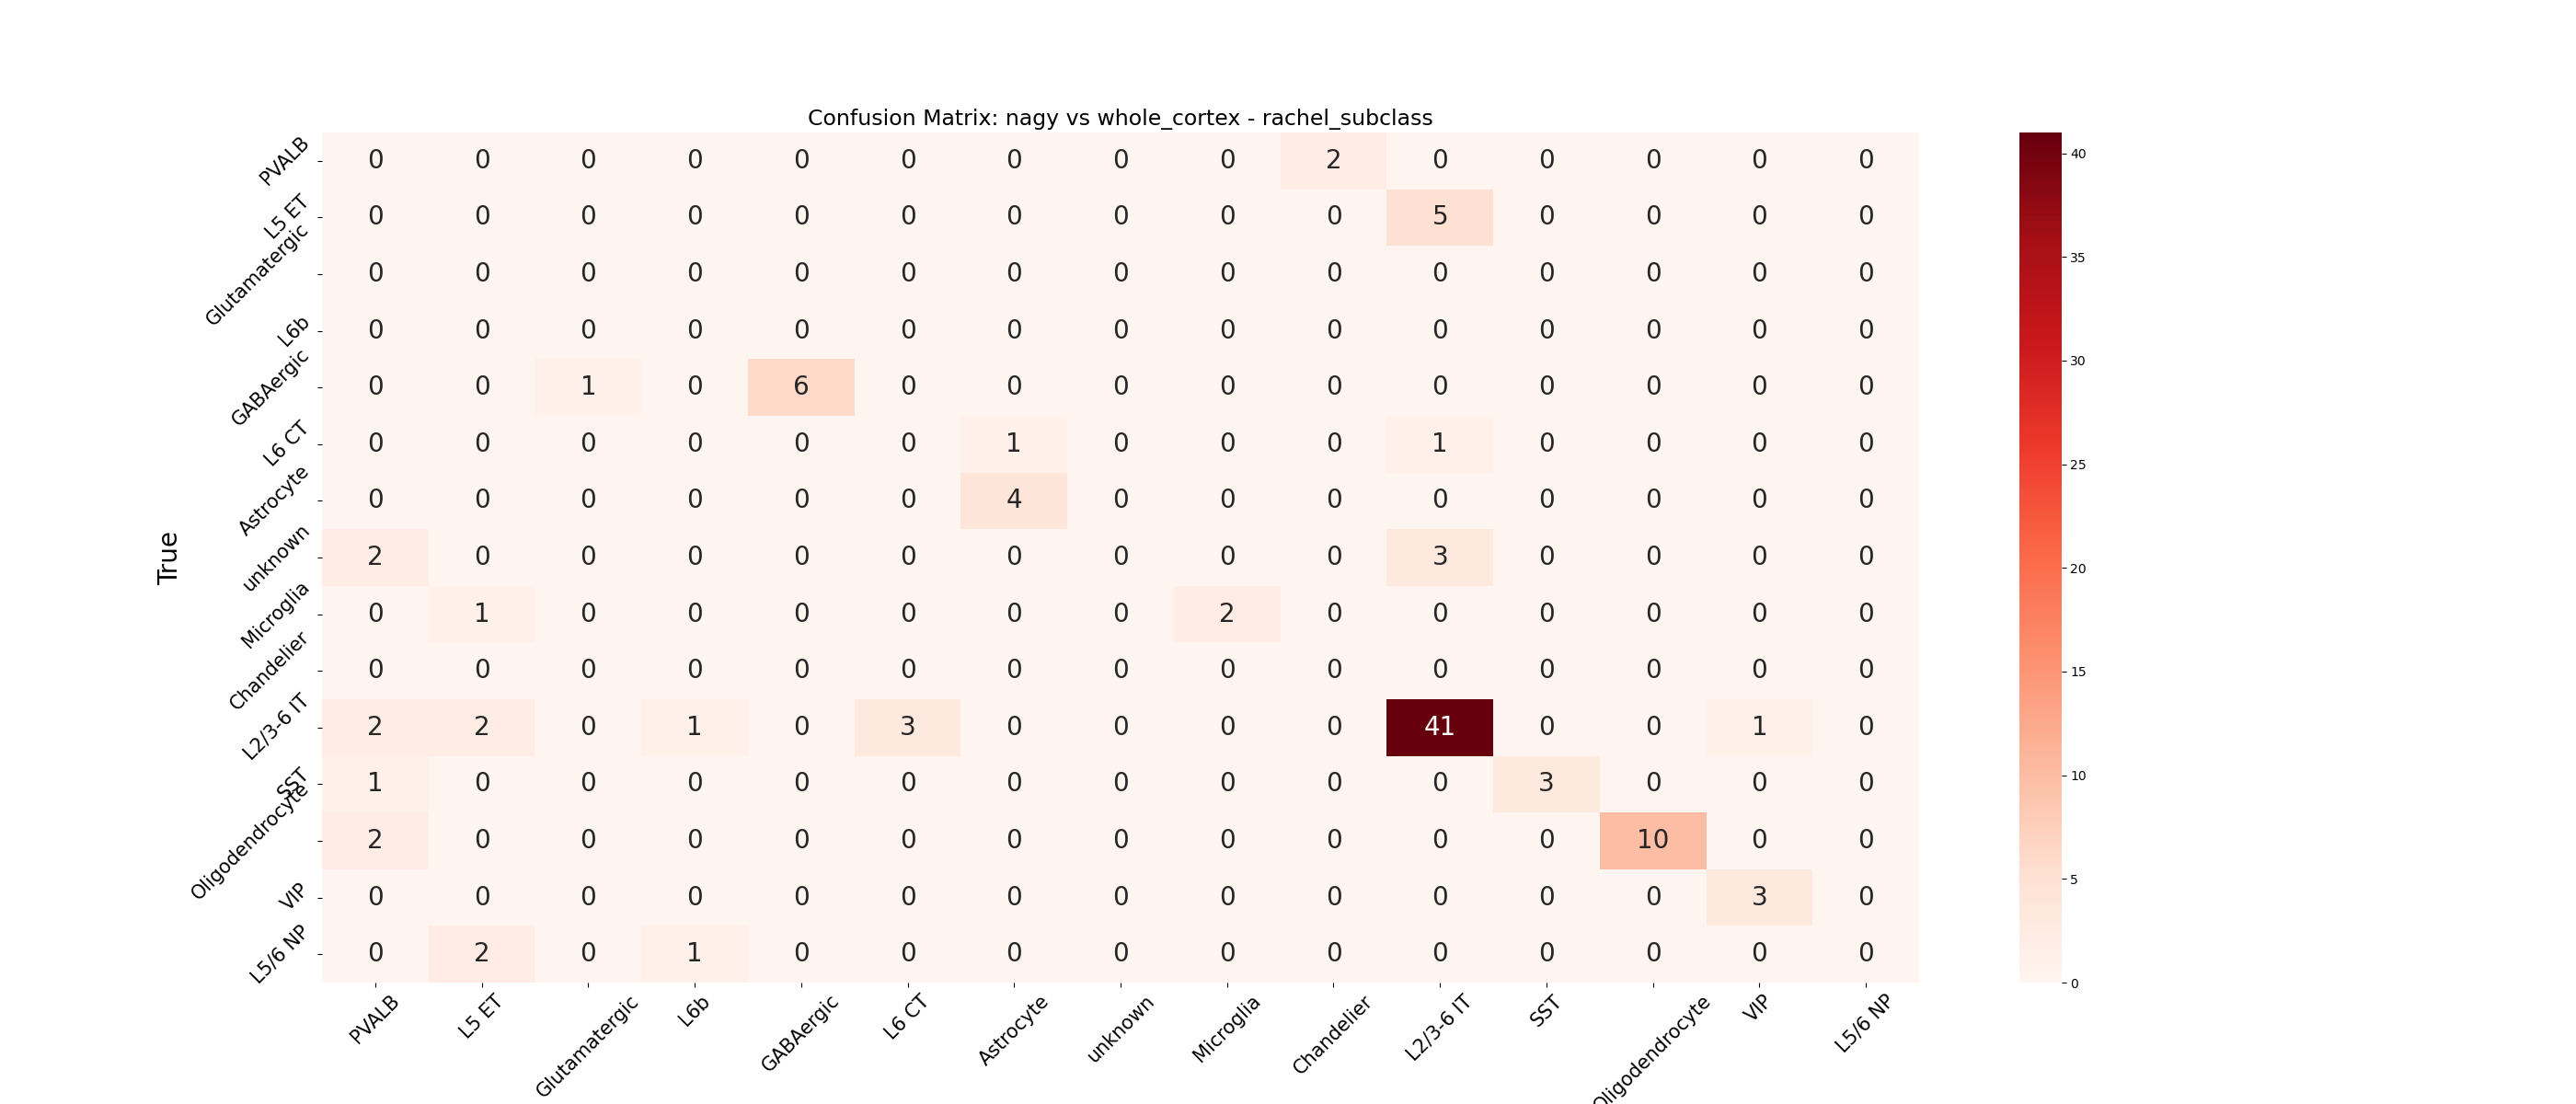 Confusion Matrix: nagy vs whole_cortex - rachel_subclass
True
PVALB 0 0 0 0 0 0 0 0 0 2 0 0 0 0 0
L5 ET 0 0 0 0 0 0 0 0 0 0 5 0 0 0 0
Glutamatergic 0 0 0 0 0 0 0 0 0 0 0 0 0 0 0
L6b 0 0 0 0 0 0 0 0 0 0 0 0 0 0 0
GABAergic 0 0 1 0 6 0 0 0 0 0 0 0 0 0 0
L6 CT 0 0 0 0 0 0 1 0 0 0 1 0 0 0 0
Astrocyte 0 0 0 0 0 0 4 0 0 0 0 0 0 0 0
unknown 2 0 0 0 0 0 0 0 0 0 3 0 0 0 0
Microglia 0 1 0 0 0 0 0 0 2 0 0 0 0 0 0
Chandelier 0 0 0 0 0 0 0 0 0 0 0 0 0 0 0
L2/3-6 IT 2 2 0 1 0 3 0 0 0 0 41 0 0 1 0
SST 1 0 0 0 0 0 0 0 0 0 0 3 0 0 0
Oligodendrocyte 2 0 0 0 0 0 0 0 0 0 0 0 10 0 0
VIP 0 0 0 0 0 0 0 0 0 0 0 0 0 3 0
L5/6 NP 0 2 0 1 0 0 0 0 0 0 0 0 0 0 0
PVALB L5 ET Glutamatergic L6b GABAergic L6 CT Astrocyte unknown Microglia Chandelier L2/3-6 IT SST Oligodendrocyte VIP L5/6 NP
40
35
30
25
20
15
10
5
0